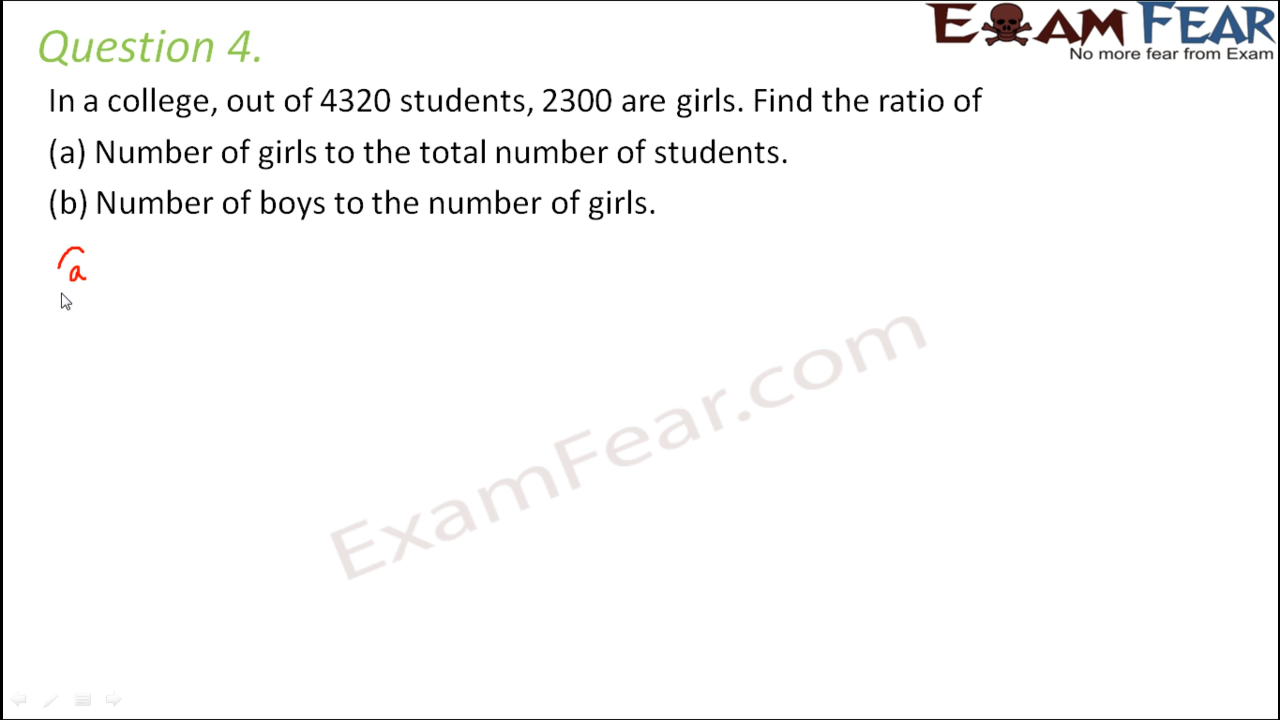 EXAM FEAR
No more fear from Exam
Question 4.
In a college, out of 4320 students, 2300 are girls. Find the ratio of
(a) Number of girls to the total number of students.
(b) Number of boys to the number of girls.
(a
ExamFear.com